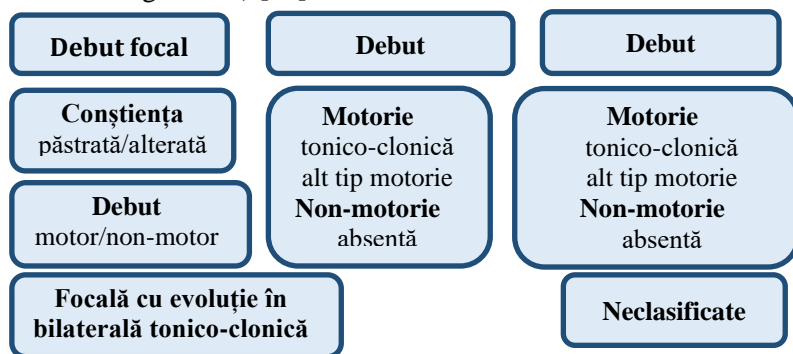 Debut focal
Conștiența
păstrată/alterată
Debut
motor/non-motor
Focală cu evoluție în
bilaterală tonico-clonică
Debut
Motorie
tonico-clonică
alt tip motorie
Non-motorie
absentă
Debut
Motorie
tonico-clonică
alt tip motorie
Non-motorie
absentă
Neclasificate